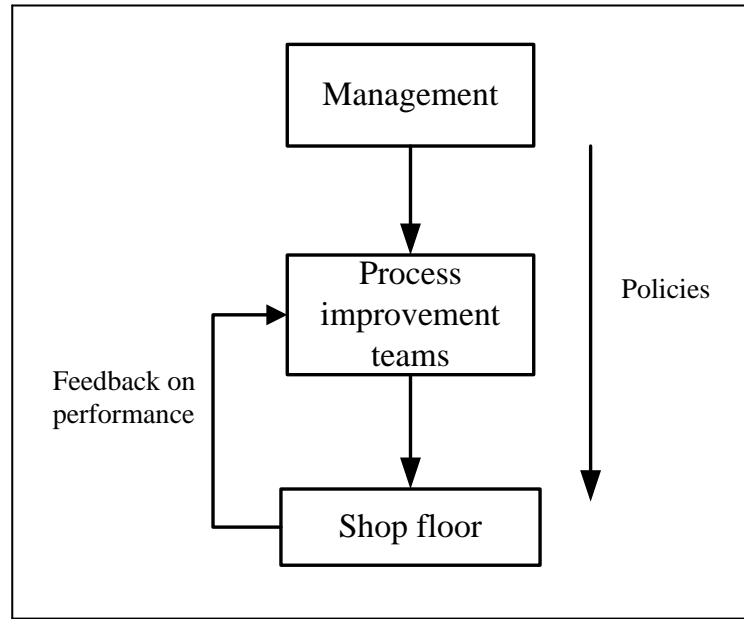 Management
Process
improvement
teams
Policies
Feedback on
performance
Shop floor